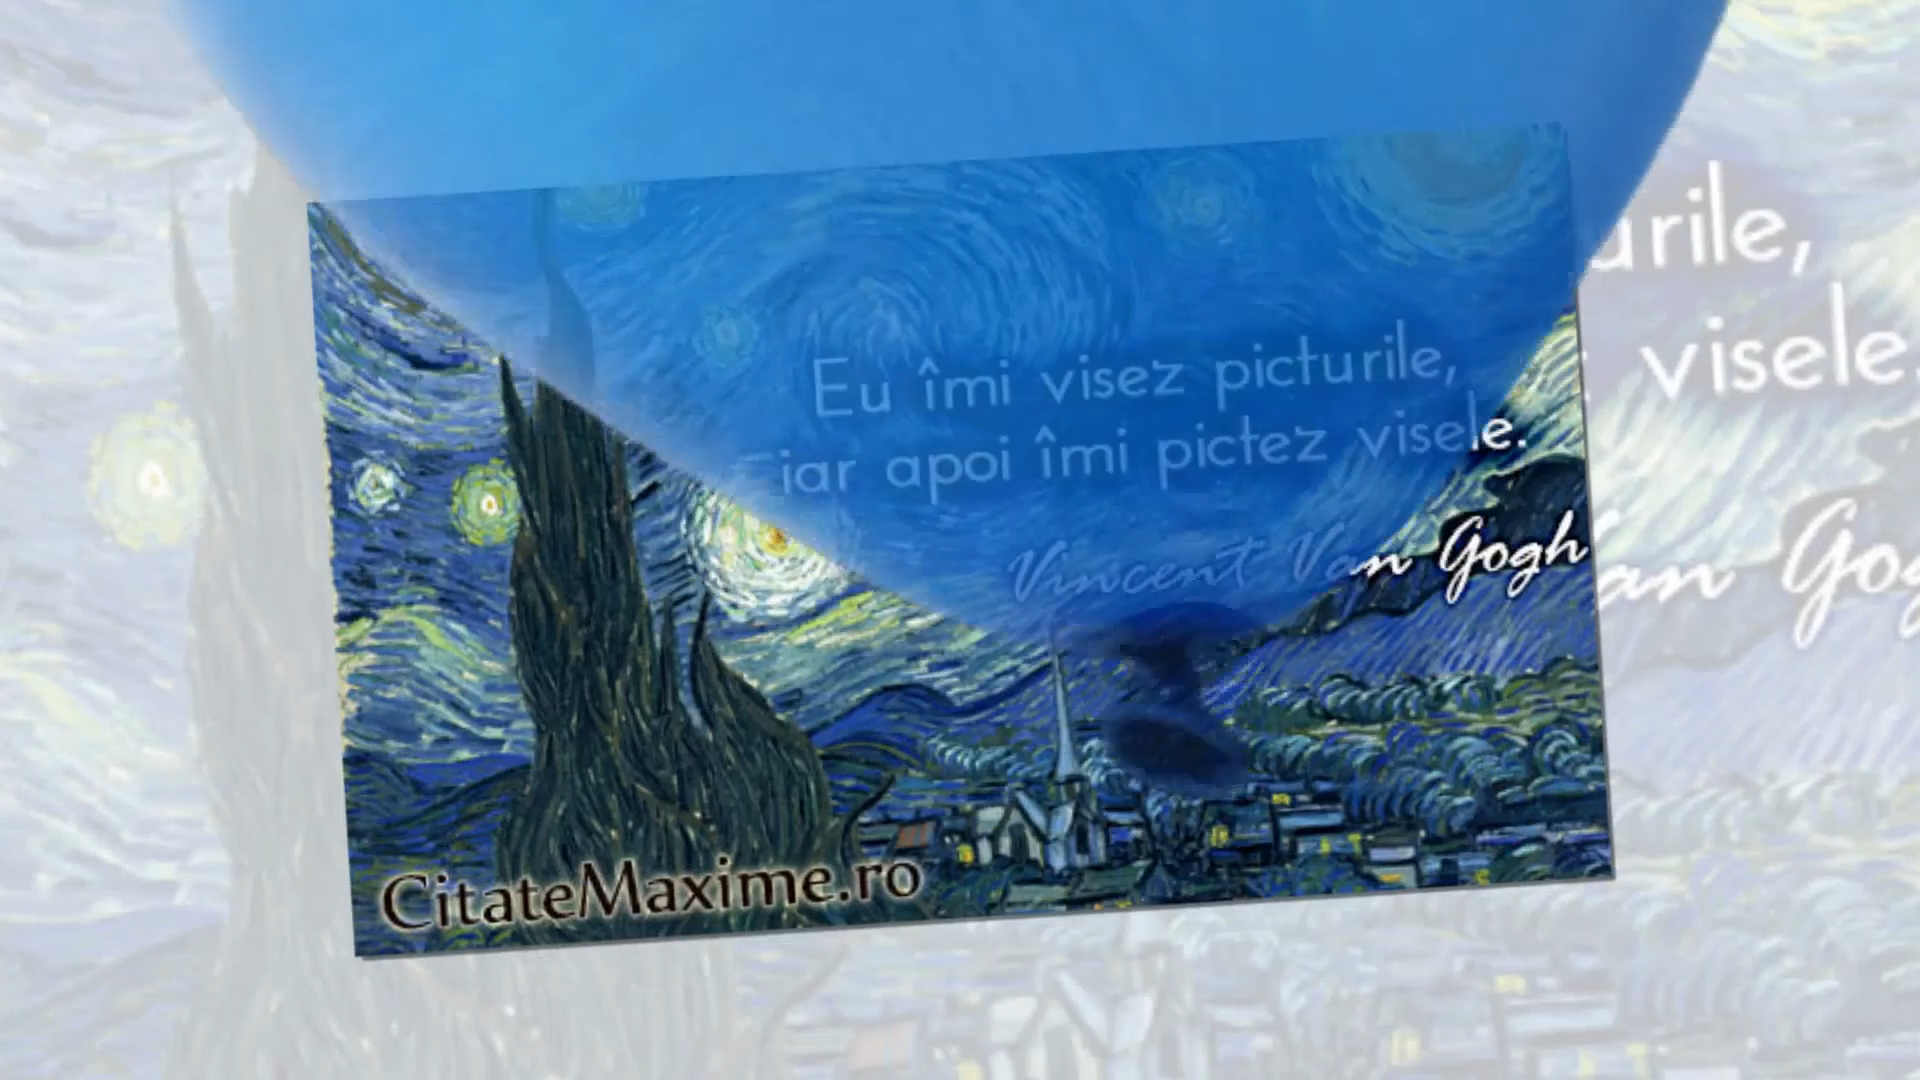 Eu îmi visez picturile,
iar apoi îmi pictez visele.
Vincent Van Gogh
CitateMaxime.ro
urile,
visele.
an Gog